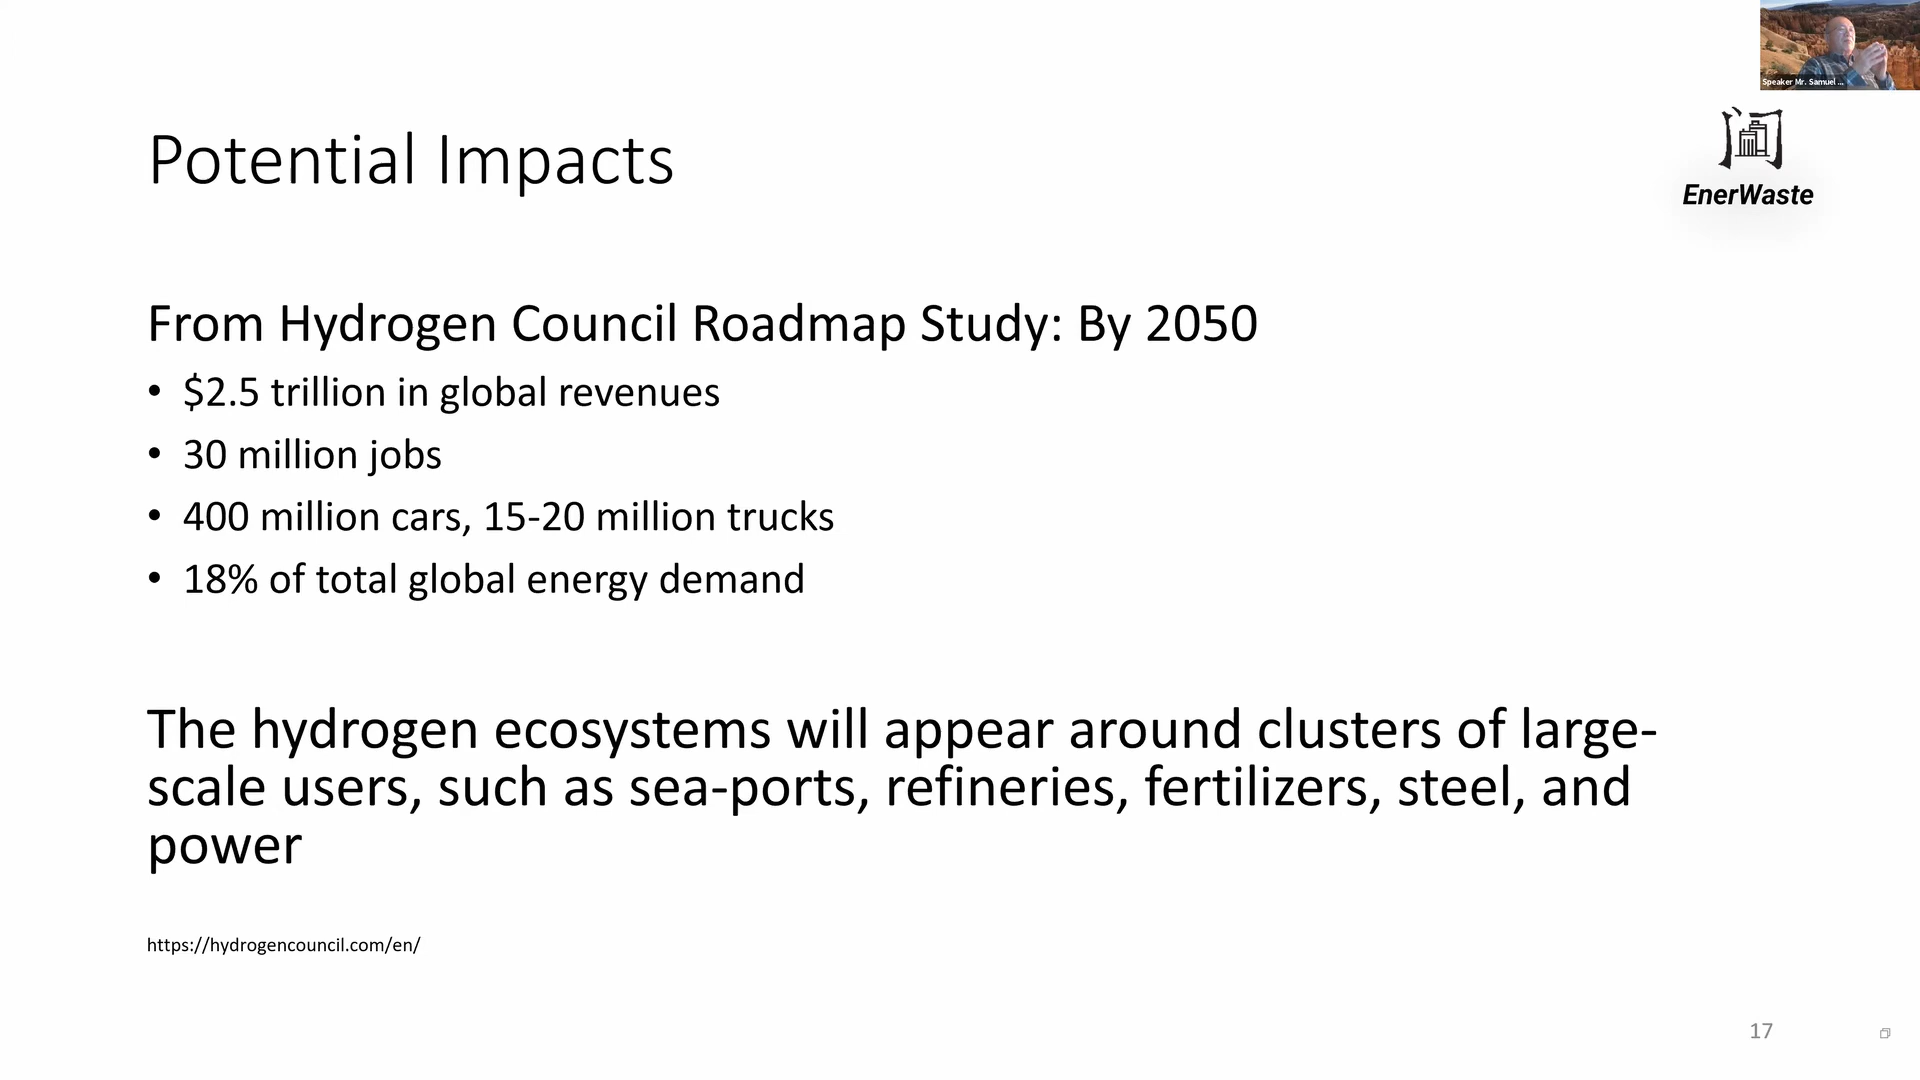 Speaker Mr. Samuel ...
Potential Impacts
EnerWaste
From Hydrogen Council Roadmap Study: By 2050
• $2.5 trillion in global revenues
• 30 million jobs
• 400 million cars, 15-20 million trucks
• 18% of total global energy demand
The hydrogen ecosystems will appear around clusters of large-
scale users, such as sea-ports, refineries, fertilizers, steel, and
power
https://hydrogencouncil.com/en/
17